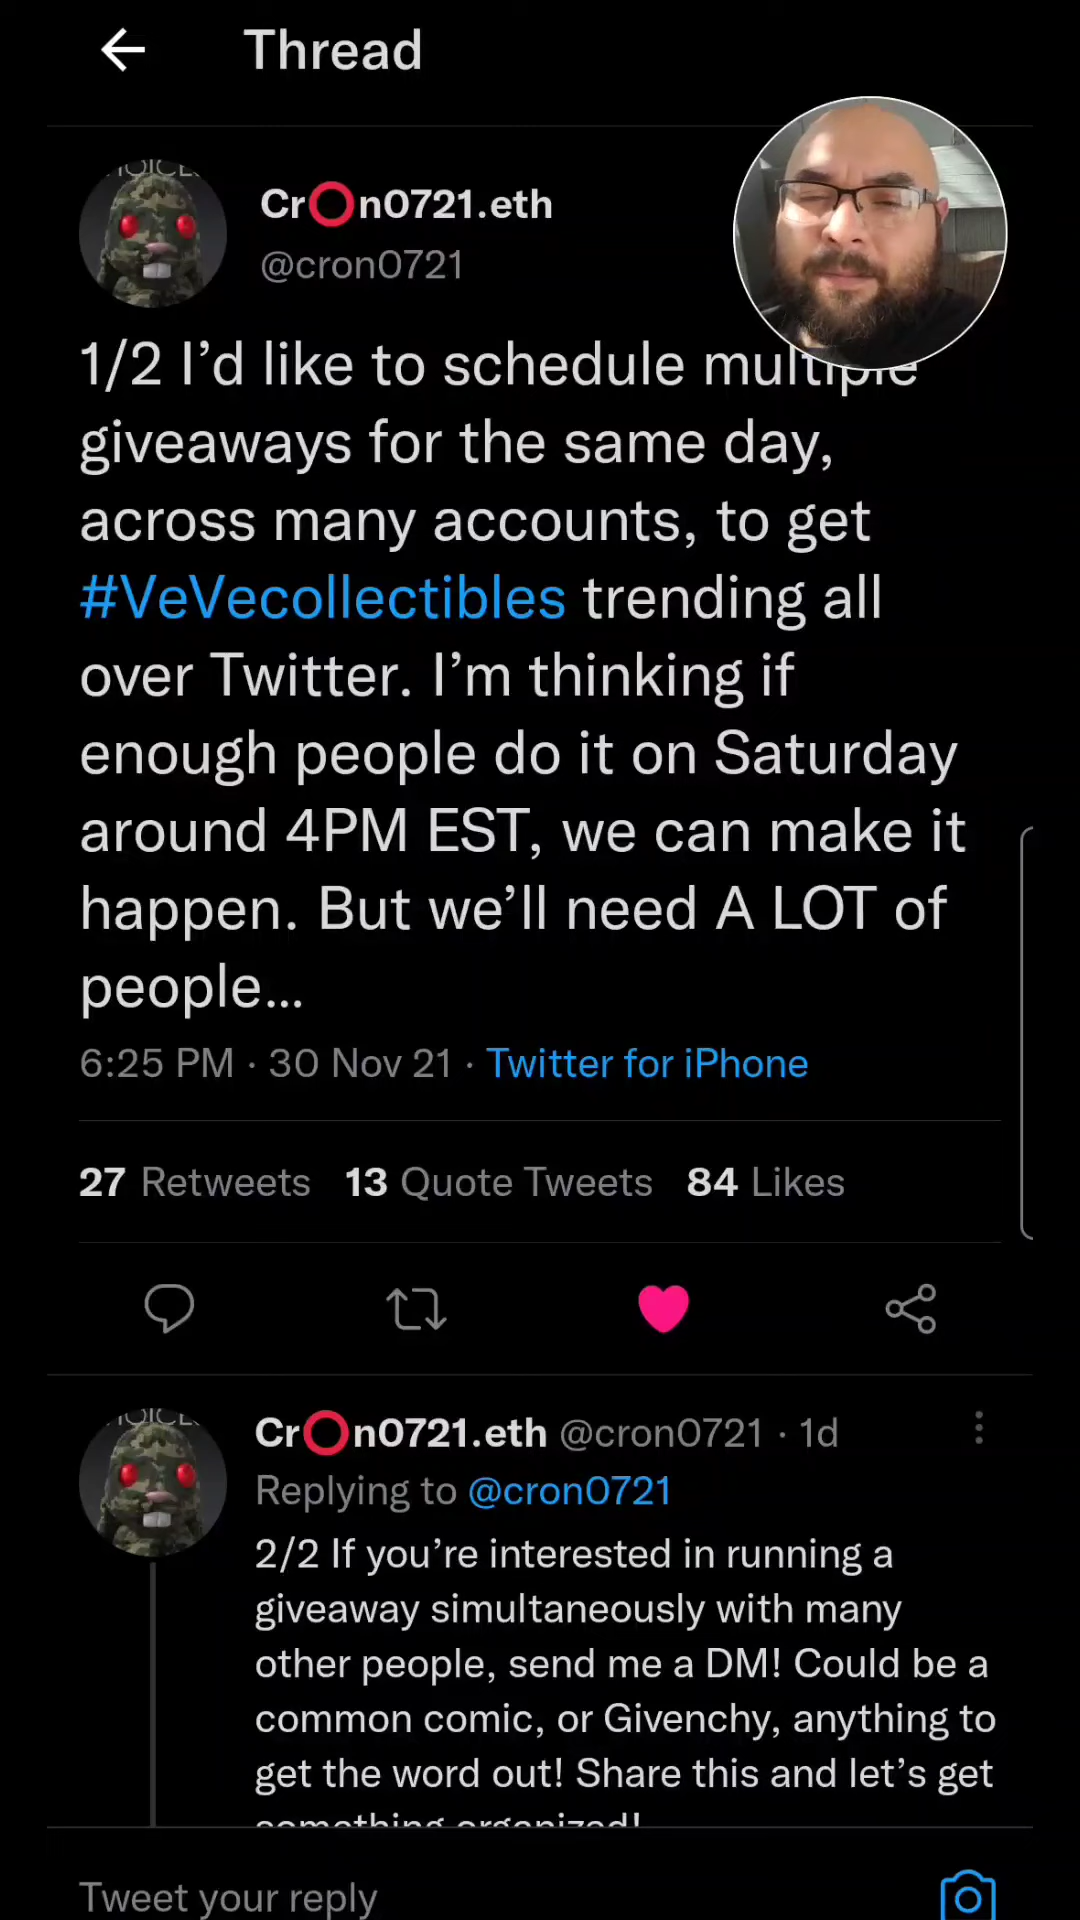 Thread
Cr⭕n0721.eth
@cron0721
1/2 I’d like to schedule multiple
giveaways for the same day,
across many accounts, to get
#VeVecollectibles trending all
over Twitter. I’m thinking if
enough people do it on Saturday
around 4PM EST, we can make it
happen. But we’ll need A LOT of
people...
6:25 PM · 30 Nov 21 · Twitter for iPhone
27 Retweets 13 Quote Tweets 84 Likes
Cr⭕n0721.eth @cron0721 · 1d
Replying to @cron0721
2/2 If you’re interested in running a
giveaway simultaneously with many
other people, send me a DM! Could be a
common comic, or Givenchy, anything to
get the word out! Share this and let’s get
something organized!
Tweet your reply